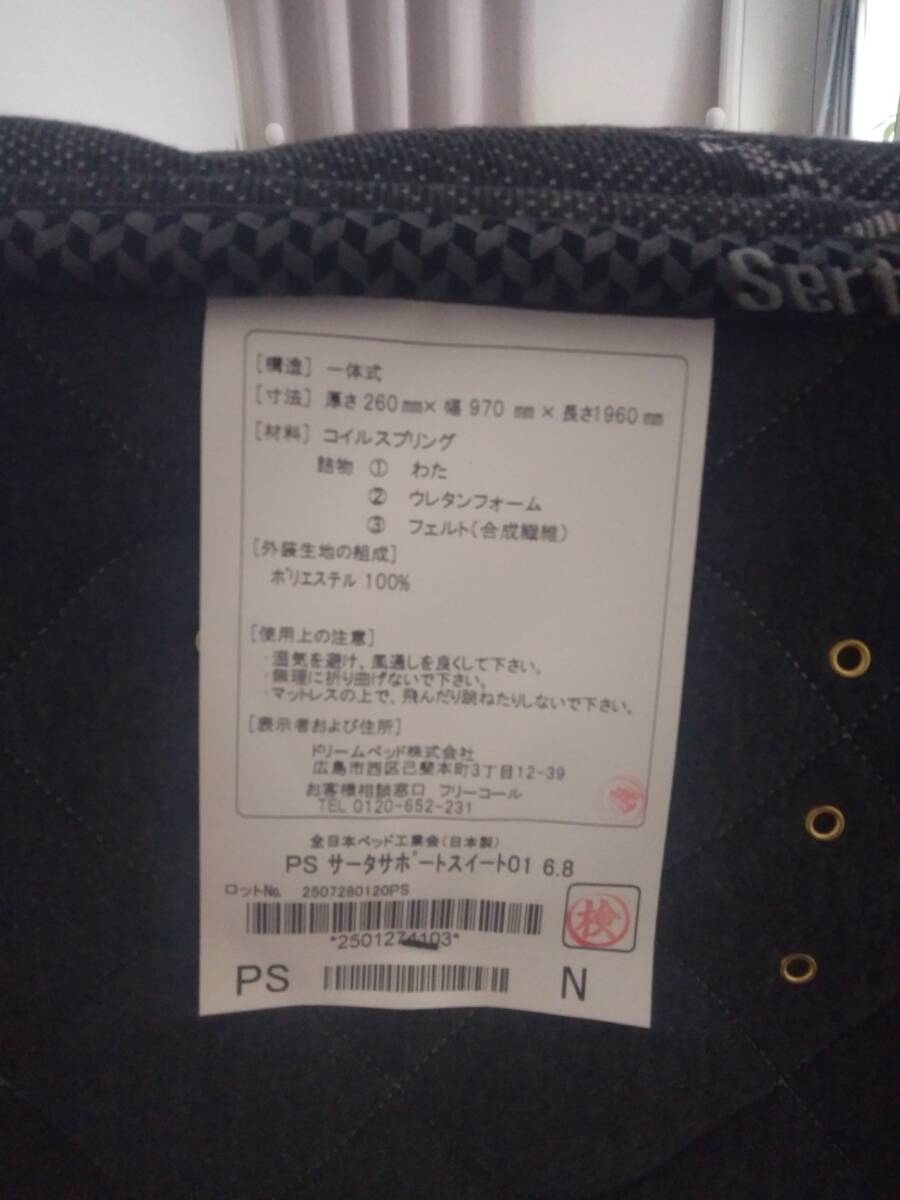 Sert
[構造] 一体式
[寸法] 厚さ260mm×幅 970 mm×長さ1960mm
[材料] コイルスプリング
詰物 ① わた
② ウレタンフォーム
③ フェルト(合成繊維)
[外装生地の組成]
ポリエステル 100%
[使用上の注意]
・湿気を避け、風通しを良くして下さい。
・無理に折り曲げないで下さい。
・マットレスの上で、飛んだり跳ねたりしないで下さい。
[表示者および住所]
ドリームベッド株式会社
広島市西区己斐本町3丁目12-39
お客様相談窓口 フリーコール
TEL 0120-652-231
全日本ベッド工業会(日本製)
PS サータサポートスイート01 6.8
ロットNo. 2507280120PS
検
*2501274103*
PS N